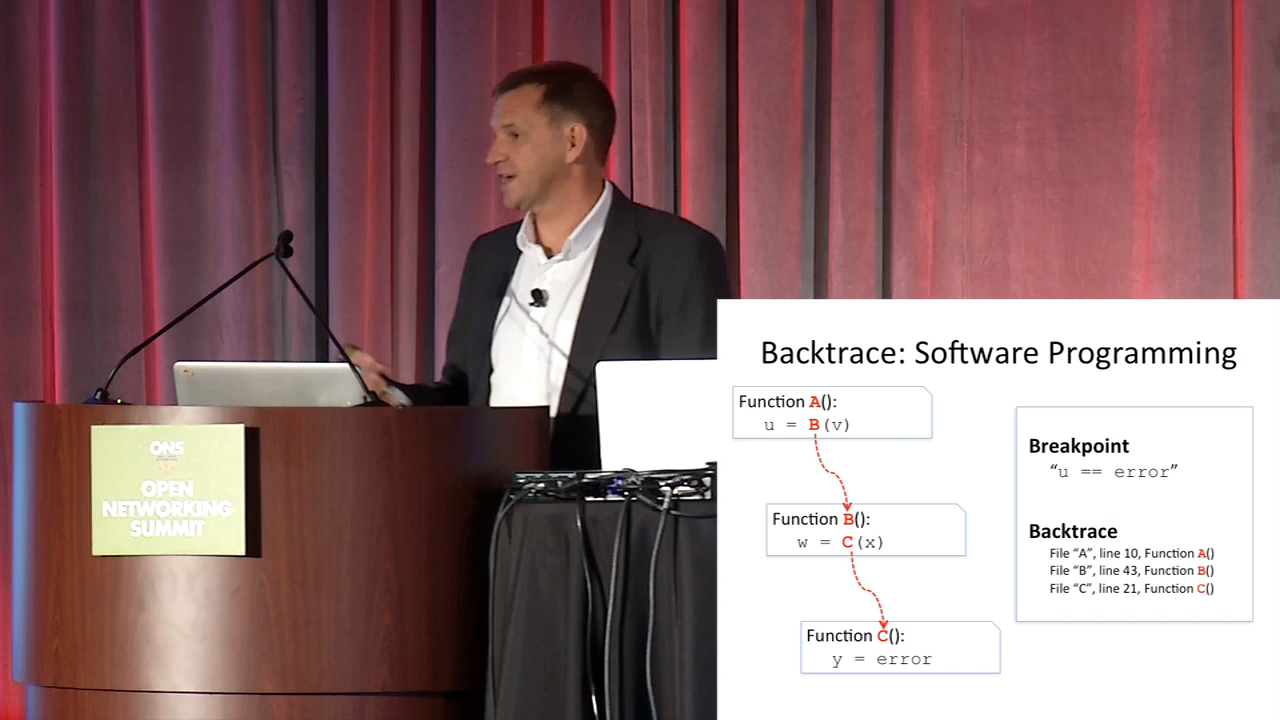 ONS
OPEN
NETWORKING
SUMMIT
Backtrace: Software Programming
Function A():
u = B(v)
Function B():
w = C(x)
Function C():
y = error
Breakpoint
“u == error”
Backtrace
File “A”, line 10, Function A()
File “B”, line 43, Function B()
File “C”, line 21, Function C()